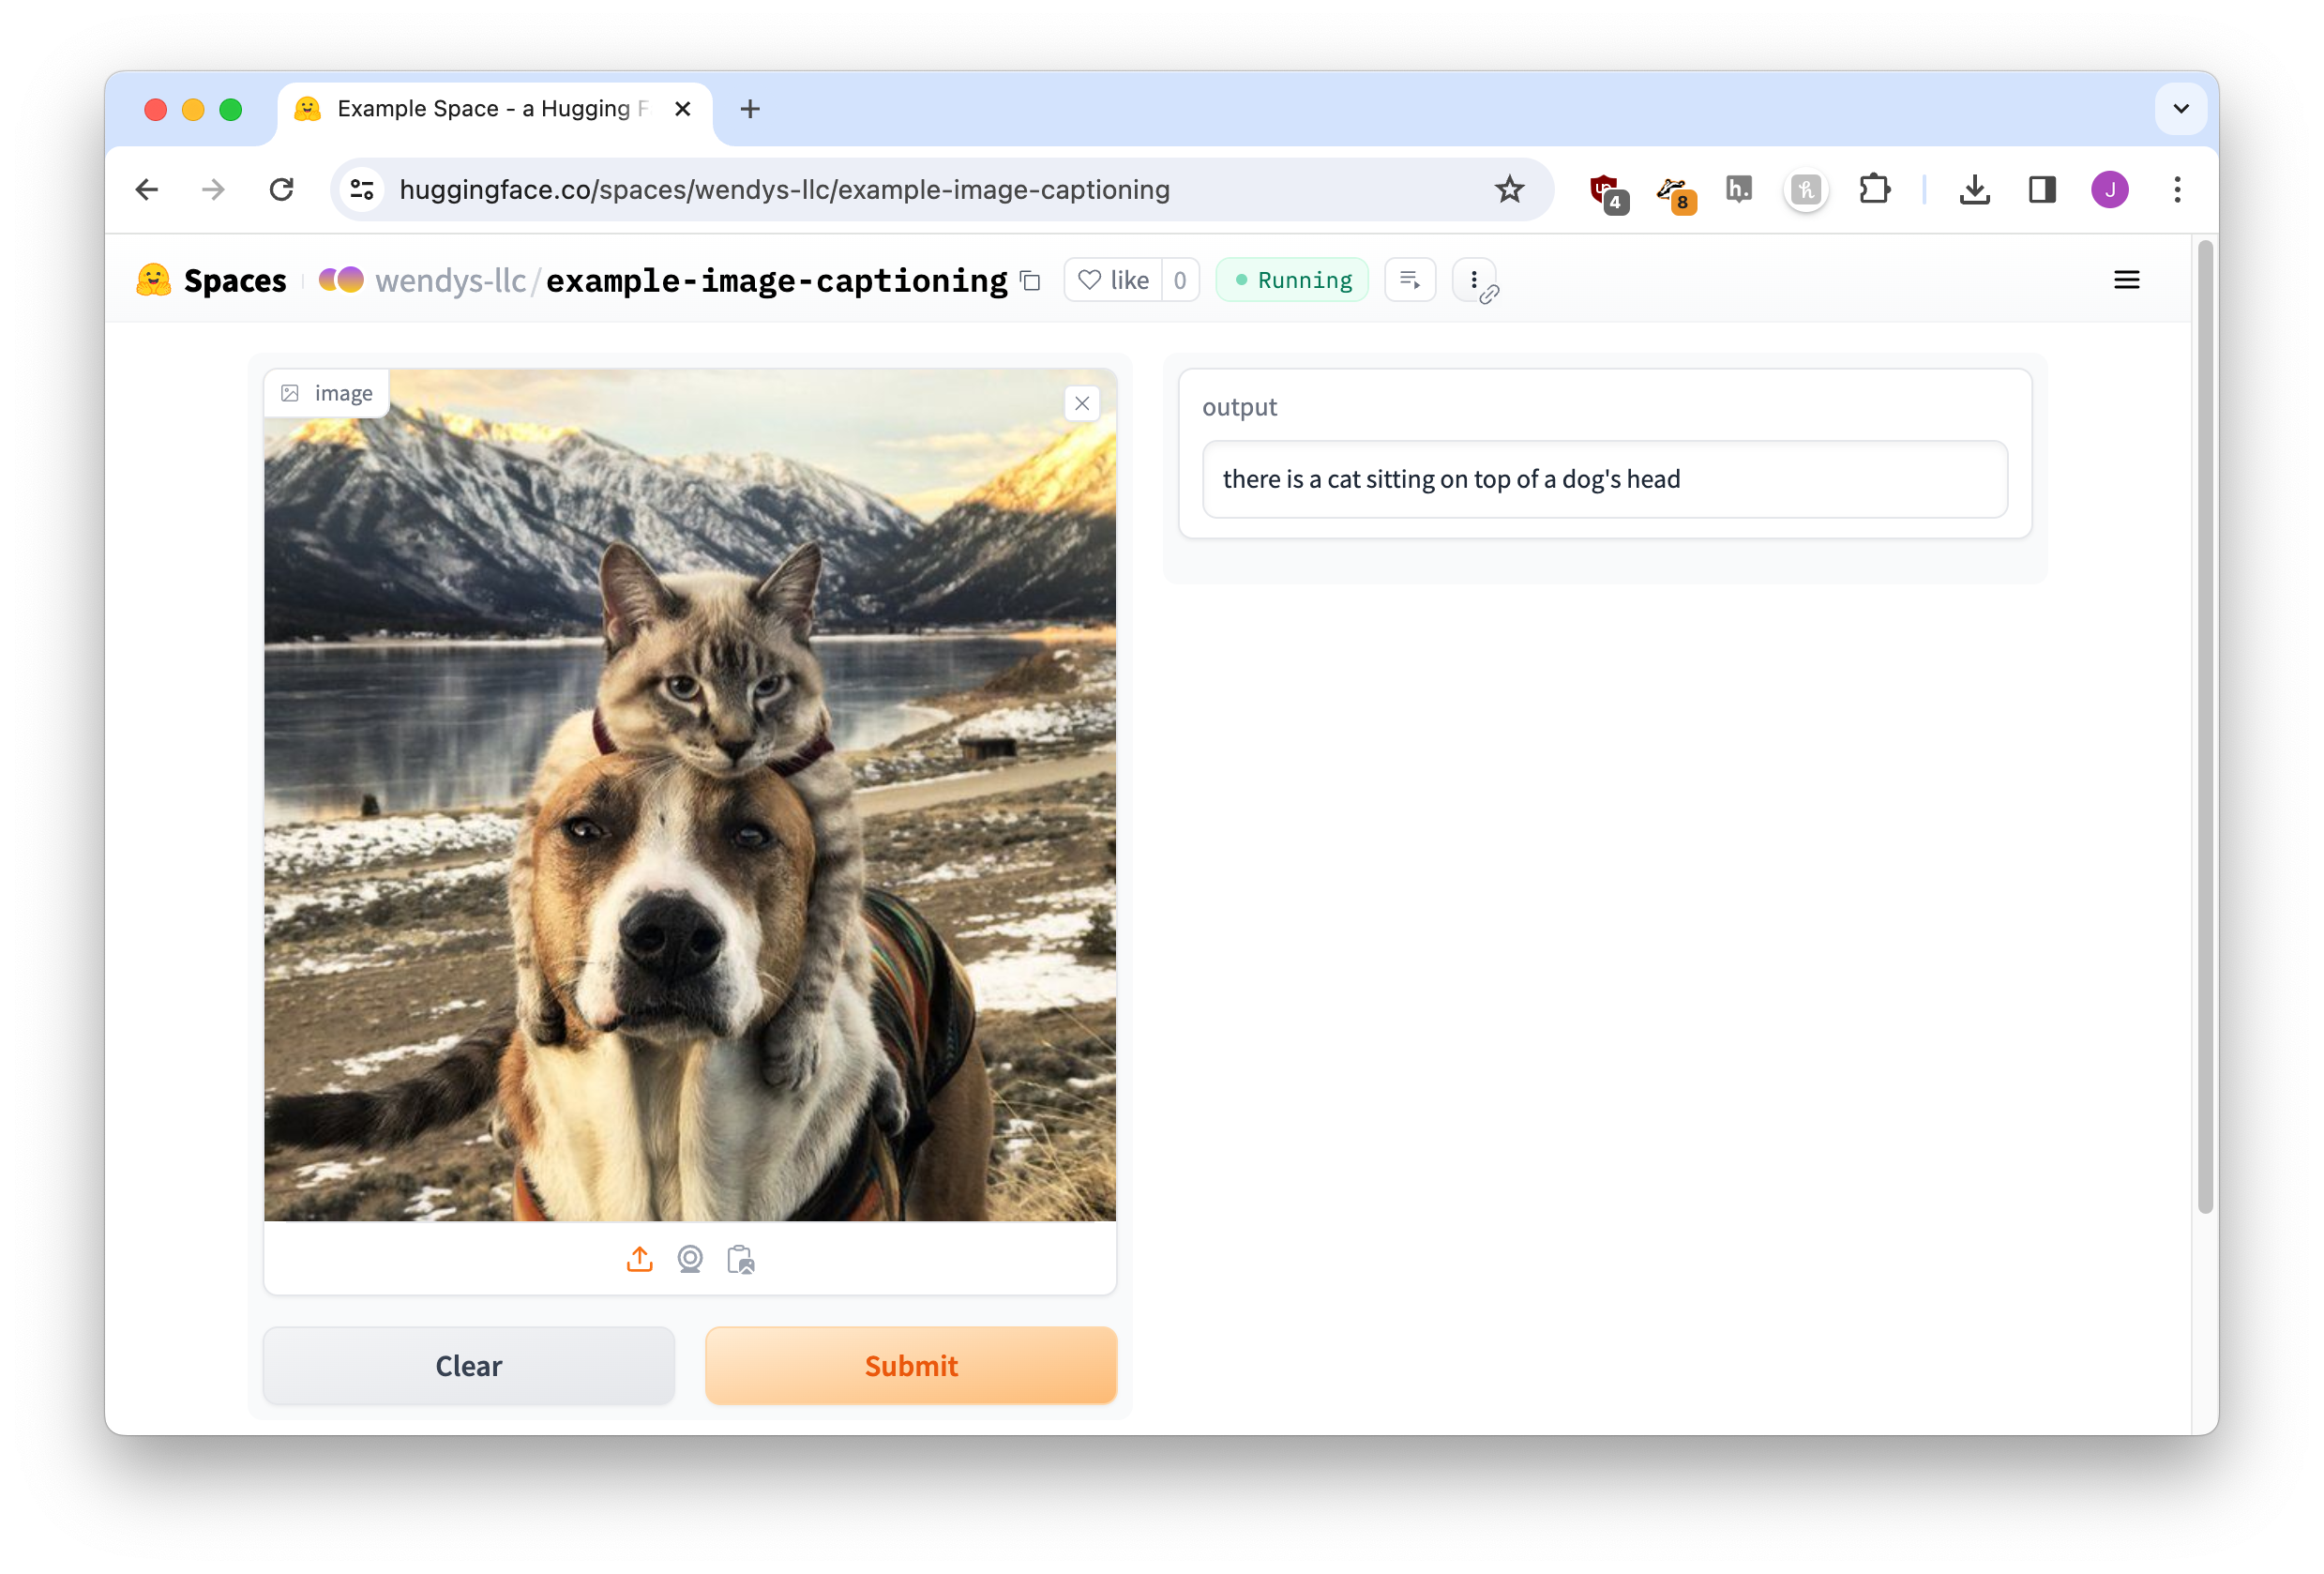 Example Space - a Hugging F
huggingface.co/spaces/wendys-llc/example-image-captioning
4
8
h.
h
J
Spaces wendys-llc/example-image-captioning like 0 Running
image
output
there is a cat sitting on top of a dog's head
Clear
Submit